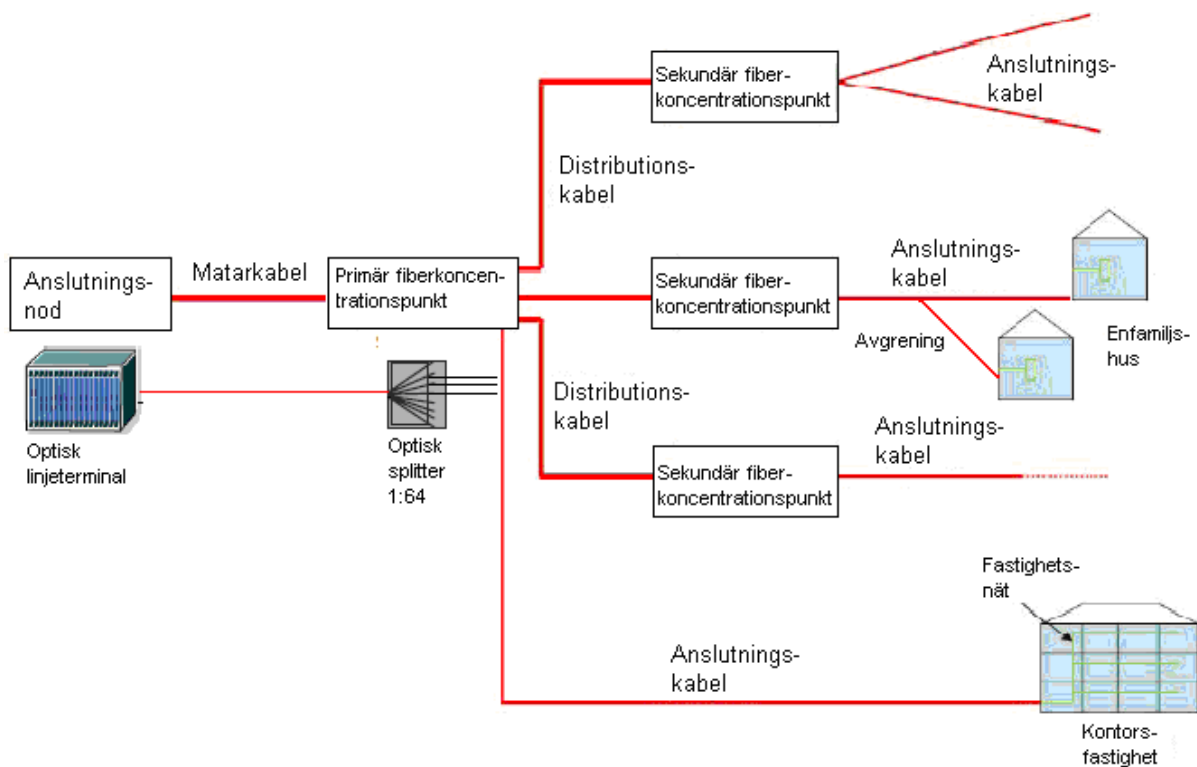 Sekundär fiber-
koncentrationspunkt
Anslutnings-
kabel
Distributions-
kabel
Anslutnings-
nod
Matarkabel
Primär fiberkoncen-
trationspunkt
Sekundär fiber-
koncentrationspunkt
Anslutnings-
kabel
Avgrening
Enfamiljs-
hus
Optisk
linjeterminal
Optisk
splitter
1:64
Distributions-
kabel
Sekundär fiber-
koncentrationspunkt
Anslutnings-
kabel
Fastighets-
nät
Anslutnings-
kabel
Kontors-
fastighet